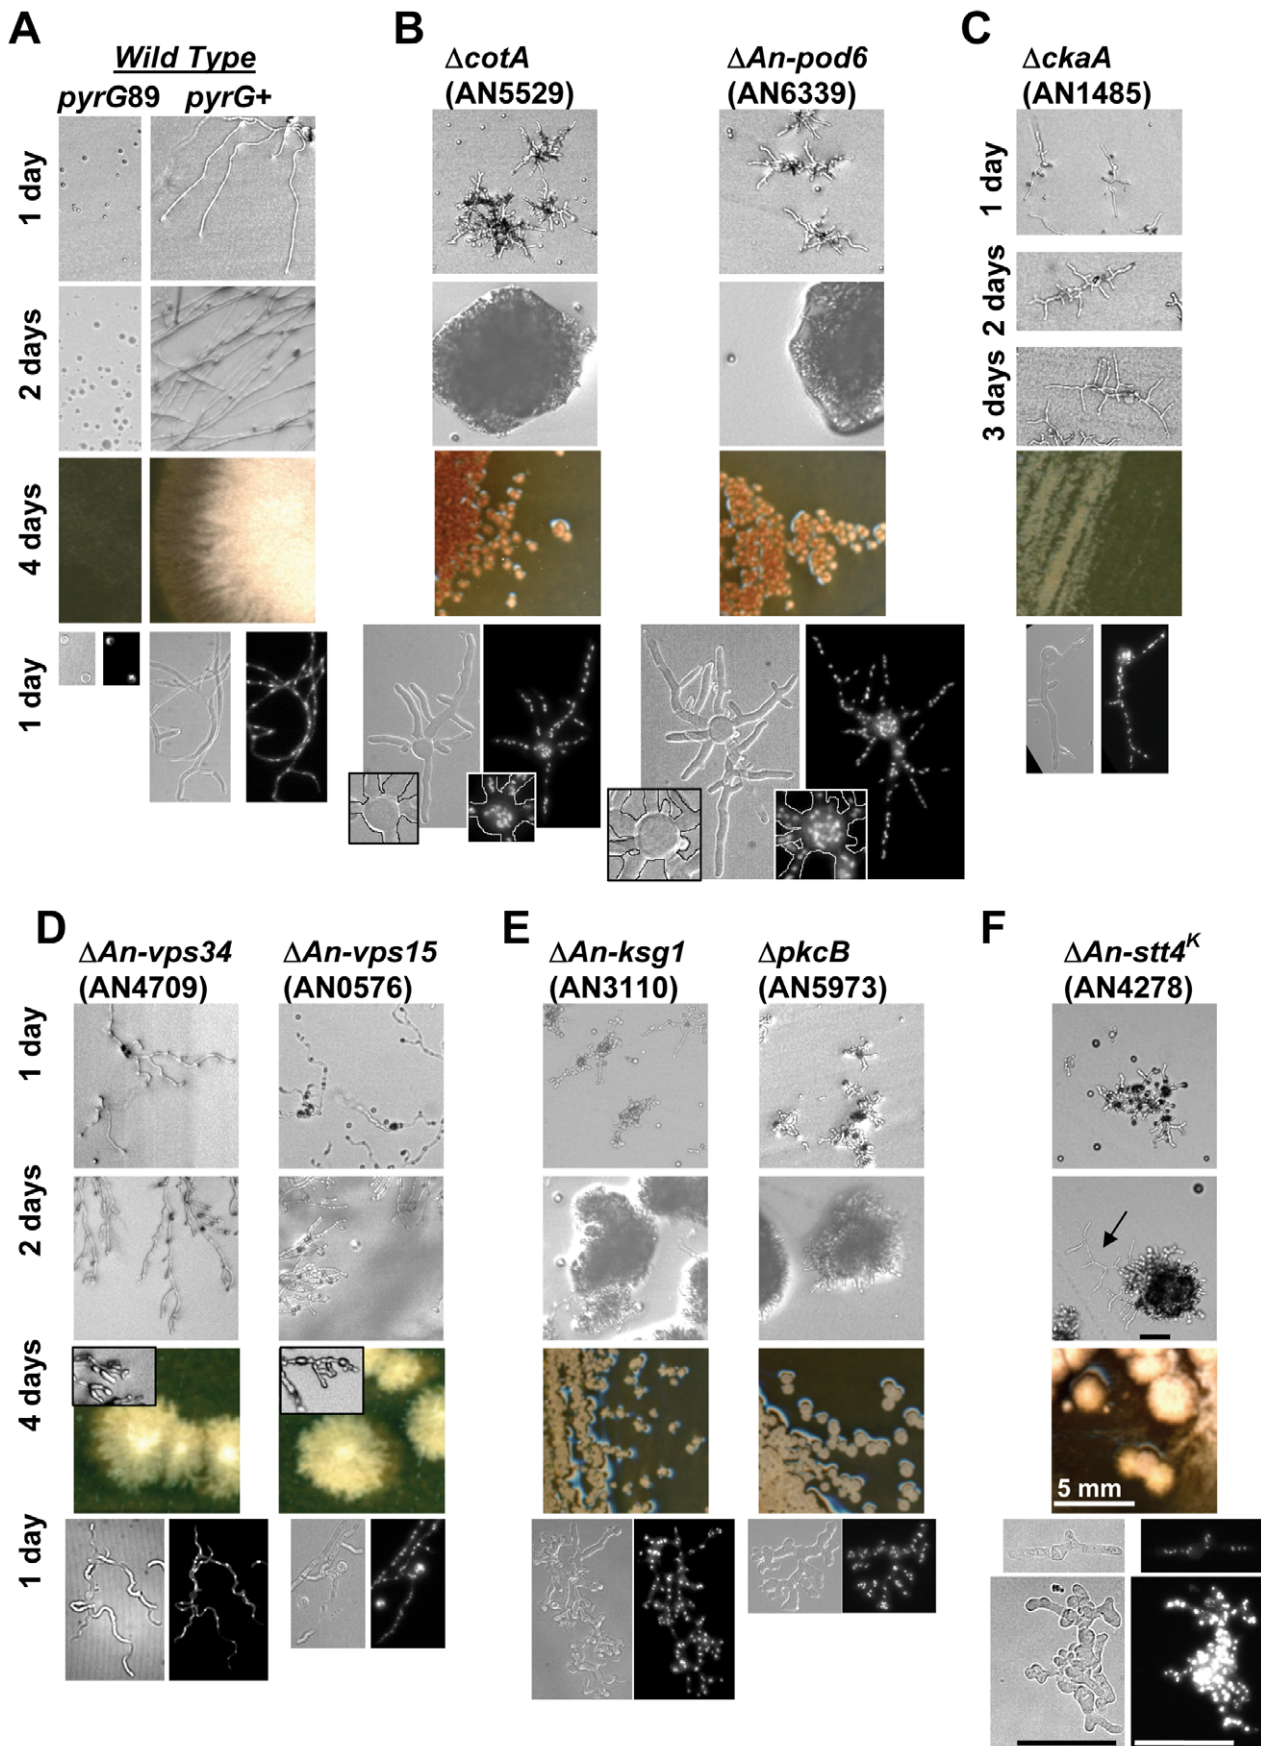 A
Wild Type
pyrG89 pyrG+
1 day
2 days
4 days
1 day
B
ΔcotA
(AN5529)
ΔAn-pod6
(AN6339)
C
ΔckaA
(AN1485)
1 day
2 days
3 days
D
ΔAn-vps34
(AN4709)
ΔAn-vps15
(AN0576)
1 day
2 days
4 days
1 day
E
ΔAn-ksg1
(AN3110)
ΔpkcB
(AN5973)
F
ΔAn-stt4ᴷ
(AN4278)
5 mm